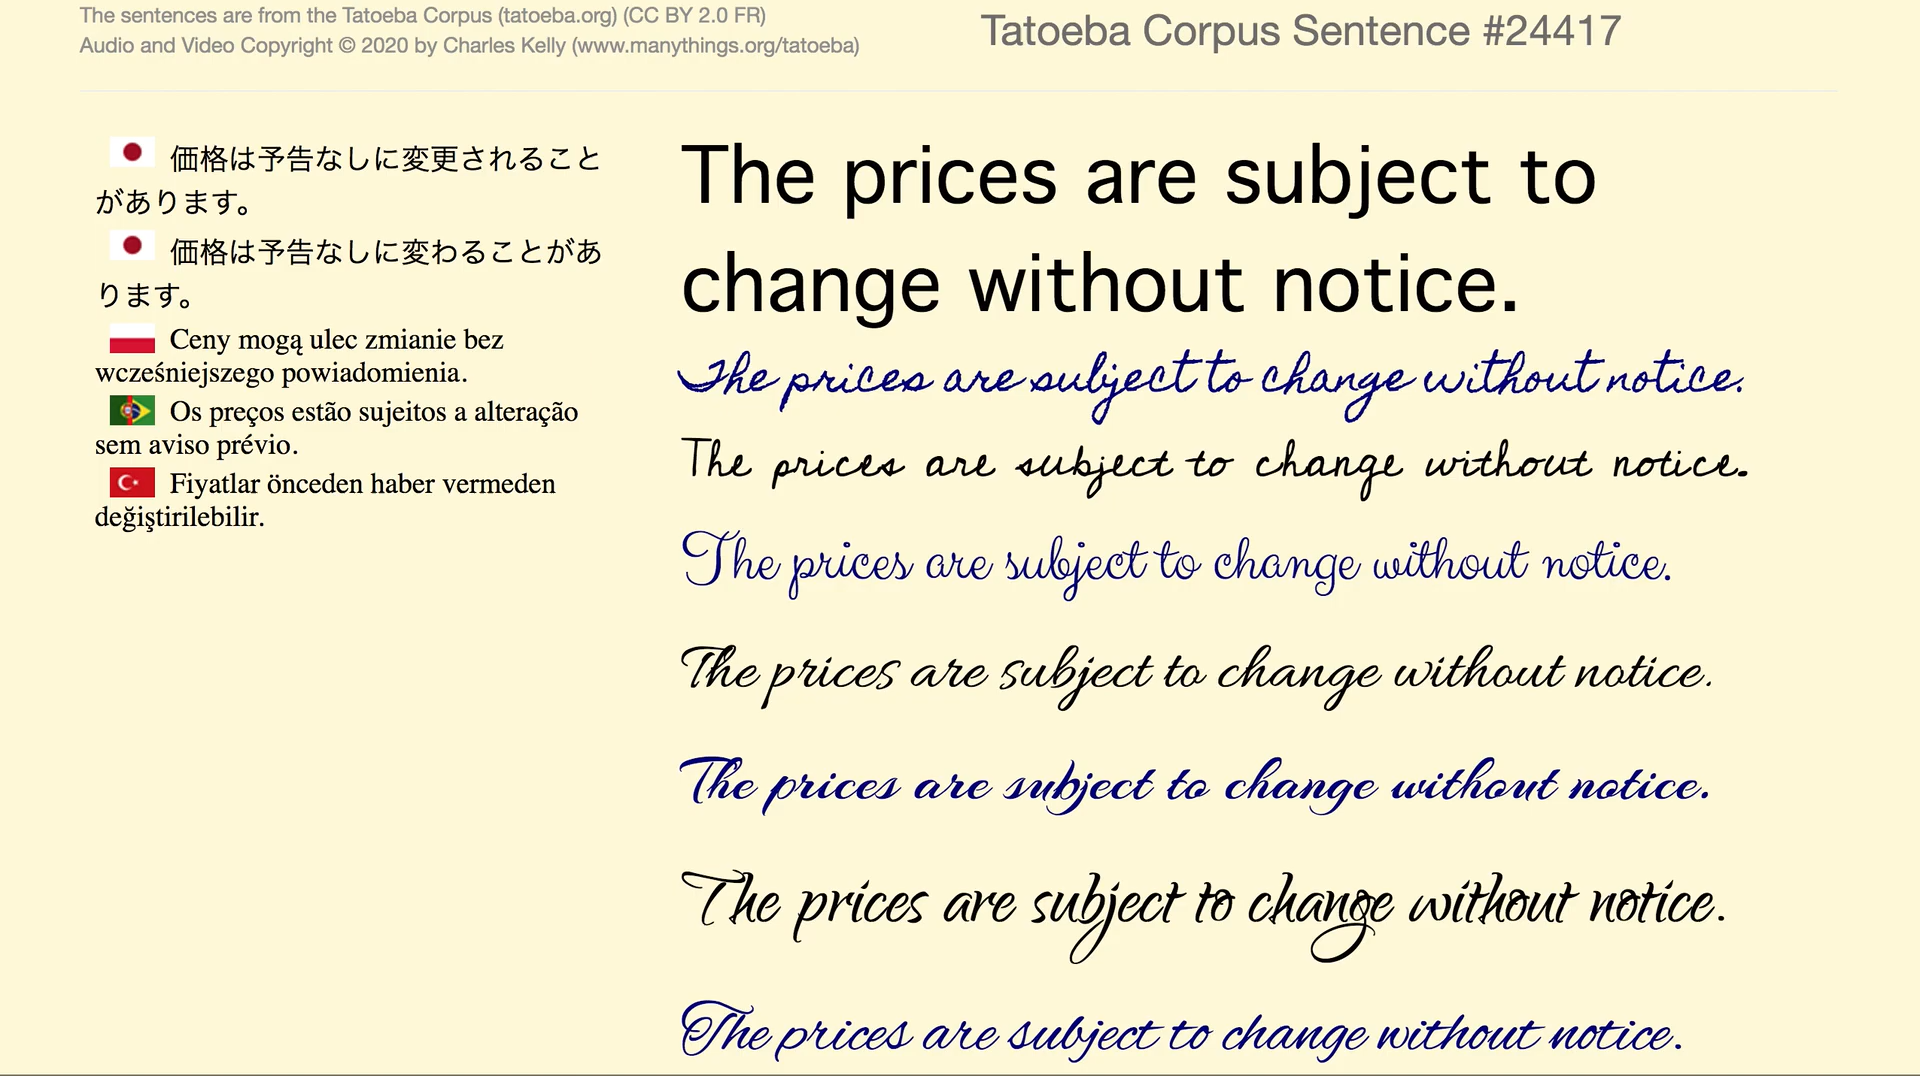 The sentences are from the Tatoeba Corpus (tatoeba.org) (CC BY 2.0 FR)
Audio and Video Copyright © 2020 by Charles Kelly (www.manythings.org/tatoeba)
Tatoeba Corpus Sentence #24417
価格は予告なしに変更されること
があります。
価格は予告なしに変わることがあ
ります。
Ceny mogą ulec zmianie bez
wcześniejszego powiadomienia.
Os preços estão sujeitos a alteração
sem aviso prévio.
Fiyatlar önceden haber vermeden
değiştirilebilir.
The prices are subject to
change without notice.
The prices are subject to change without notice.
The prices are subject to change without notice.
The prices are subject to change without notice.
The prices are subject to change without notice.
The prices are subject to change without notice.
The prices are subject to change without notice.
The prices are subject to change without notice.